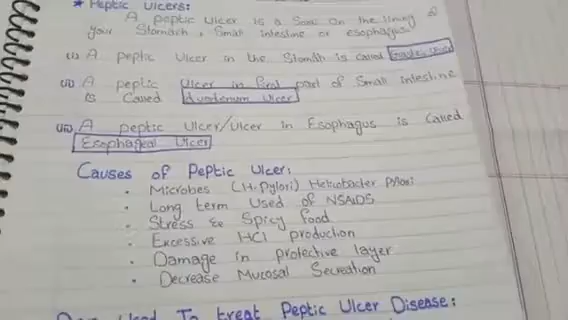 * Peptic Ulcers:
A peptic Ulcer is a Sore on the lining of
your Stomach, Small intestine or esophagus.
(i) A peptic Ulcer in the Stomach is called Gastric Ulcer
(ii) A peptic Ulcer in first part of Small intestine
is Called duodenum Ulcer
(iii) A peptic Ulcer/Ulcer in Esophagus is called
Esophageal Ulcer
Causes of Peptic Ulcer:
• Microbes (H.Pylori) Helicobacter Pylori
• Long term Used of NSAIDS
• Stress & Spicy food
• Excessive HCl production
• Damage in protective layer
• Decrease Mucosal Secreation
Used To treat Peptic Ulcer Disease: